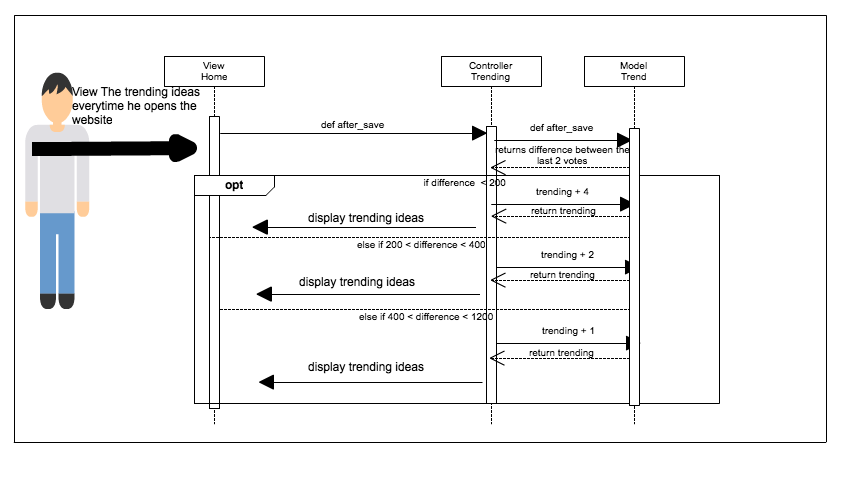 View
Home
Controller
Trending
Model
Trend
View The trending ideas
everytime he opens the
website
def after_save
def after_save
returns difference between the
last 2 votes
opt
if difference < 200
trending + 4
return trending
display trending ideas
else if 200 < difference < 400
trending + 2
return trending
display trending ideas
else if 400 < difference < 1200
trending + 1
return trending
display trending ideas